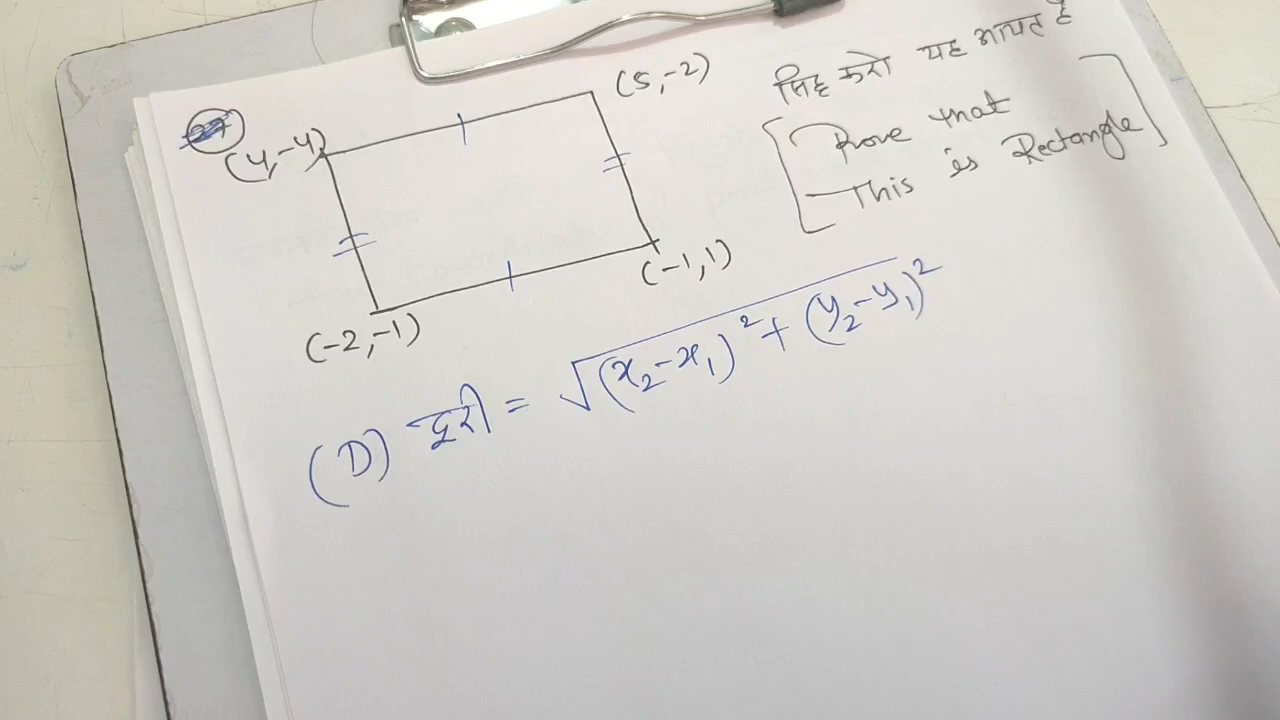 (4,-4)
(5,-2)
(-2,-1)
(-1,1)
सिद्ध करो यह आयत है
[Prove that
This is Rectangle]
(D) दूरी = √(x₂-x₁)² + (y₂-y₁)²